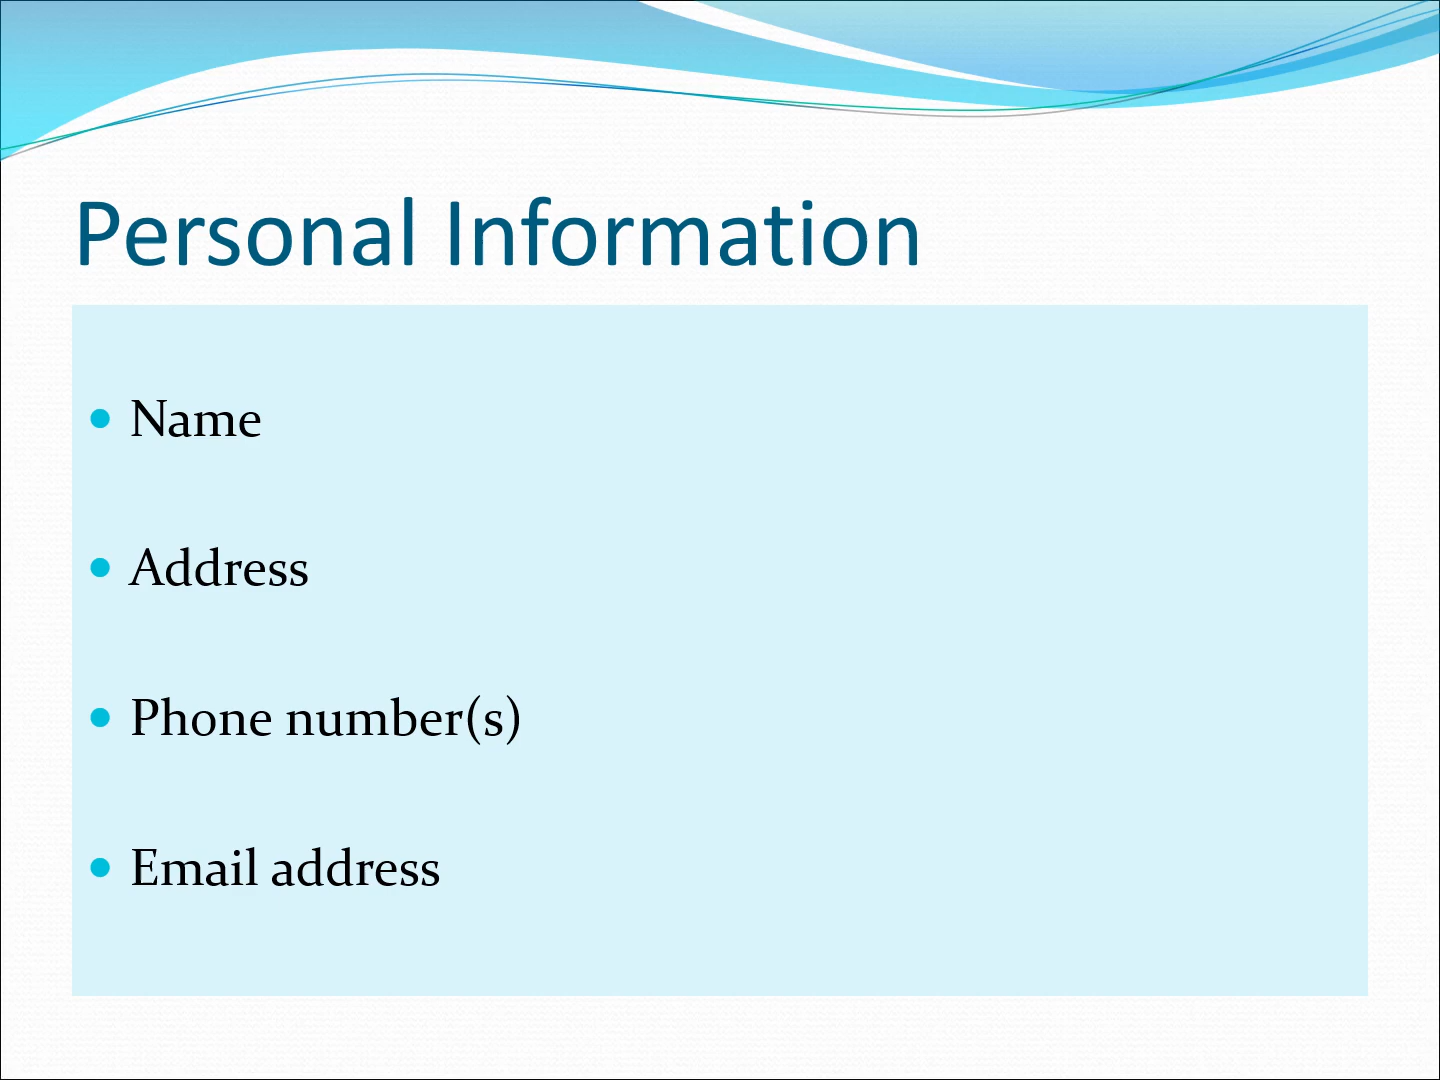 Personal Information
• Name
• Address
• Phone number(s)
• Email address